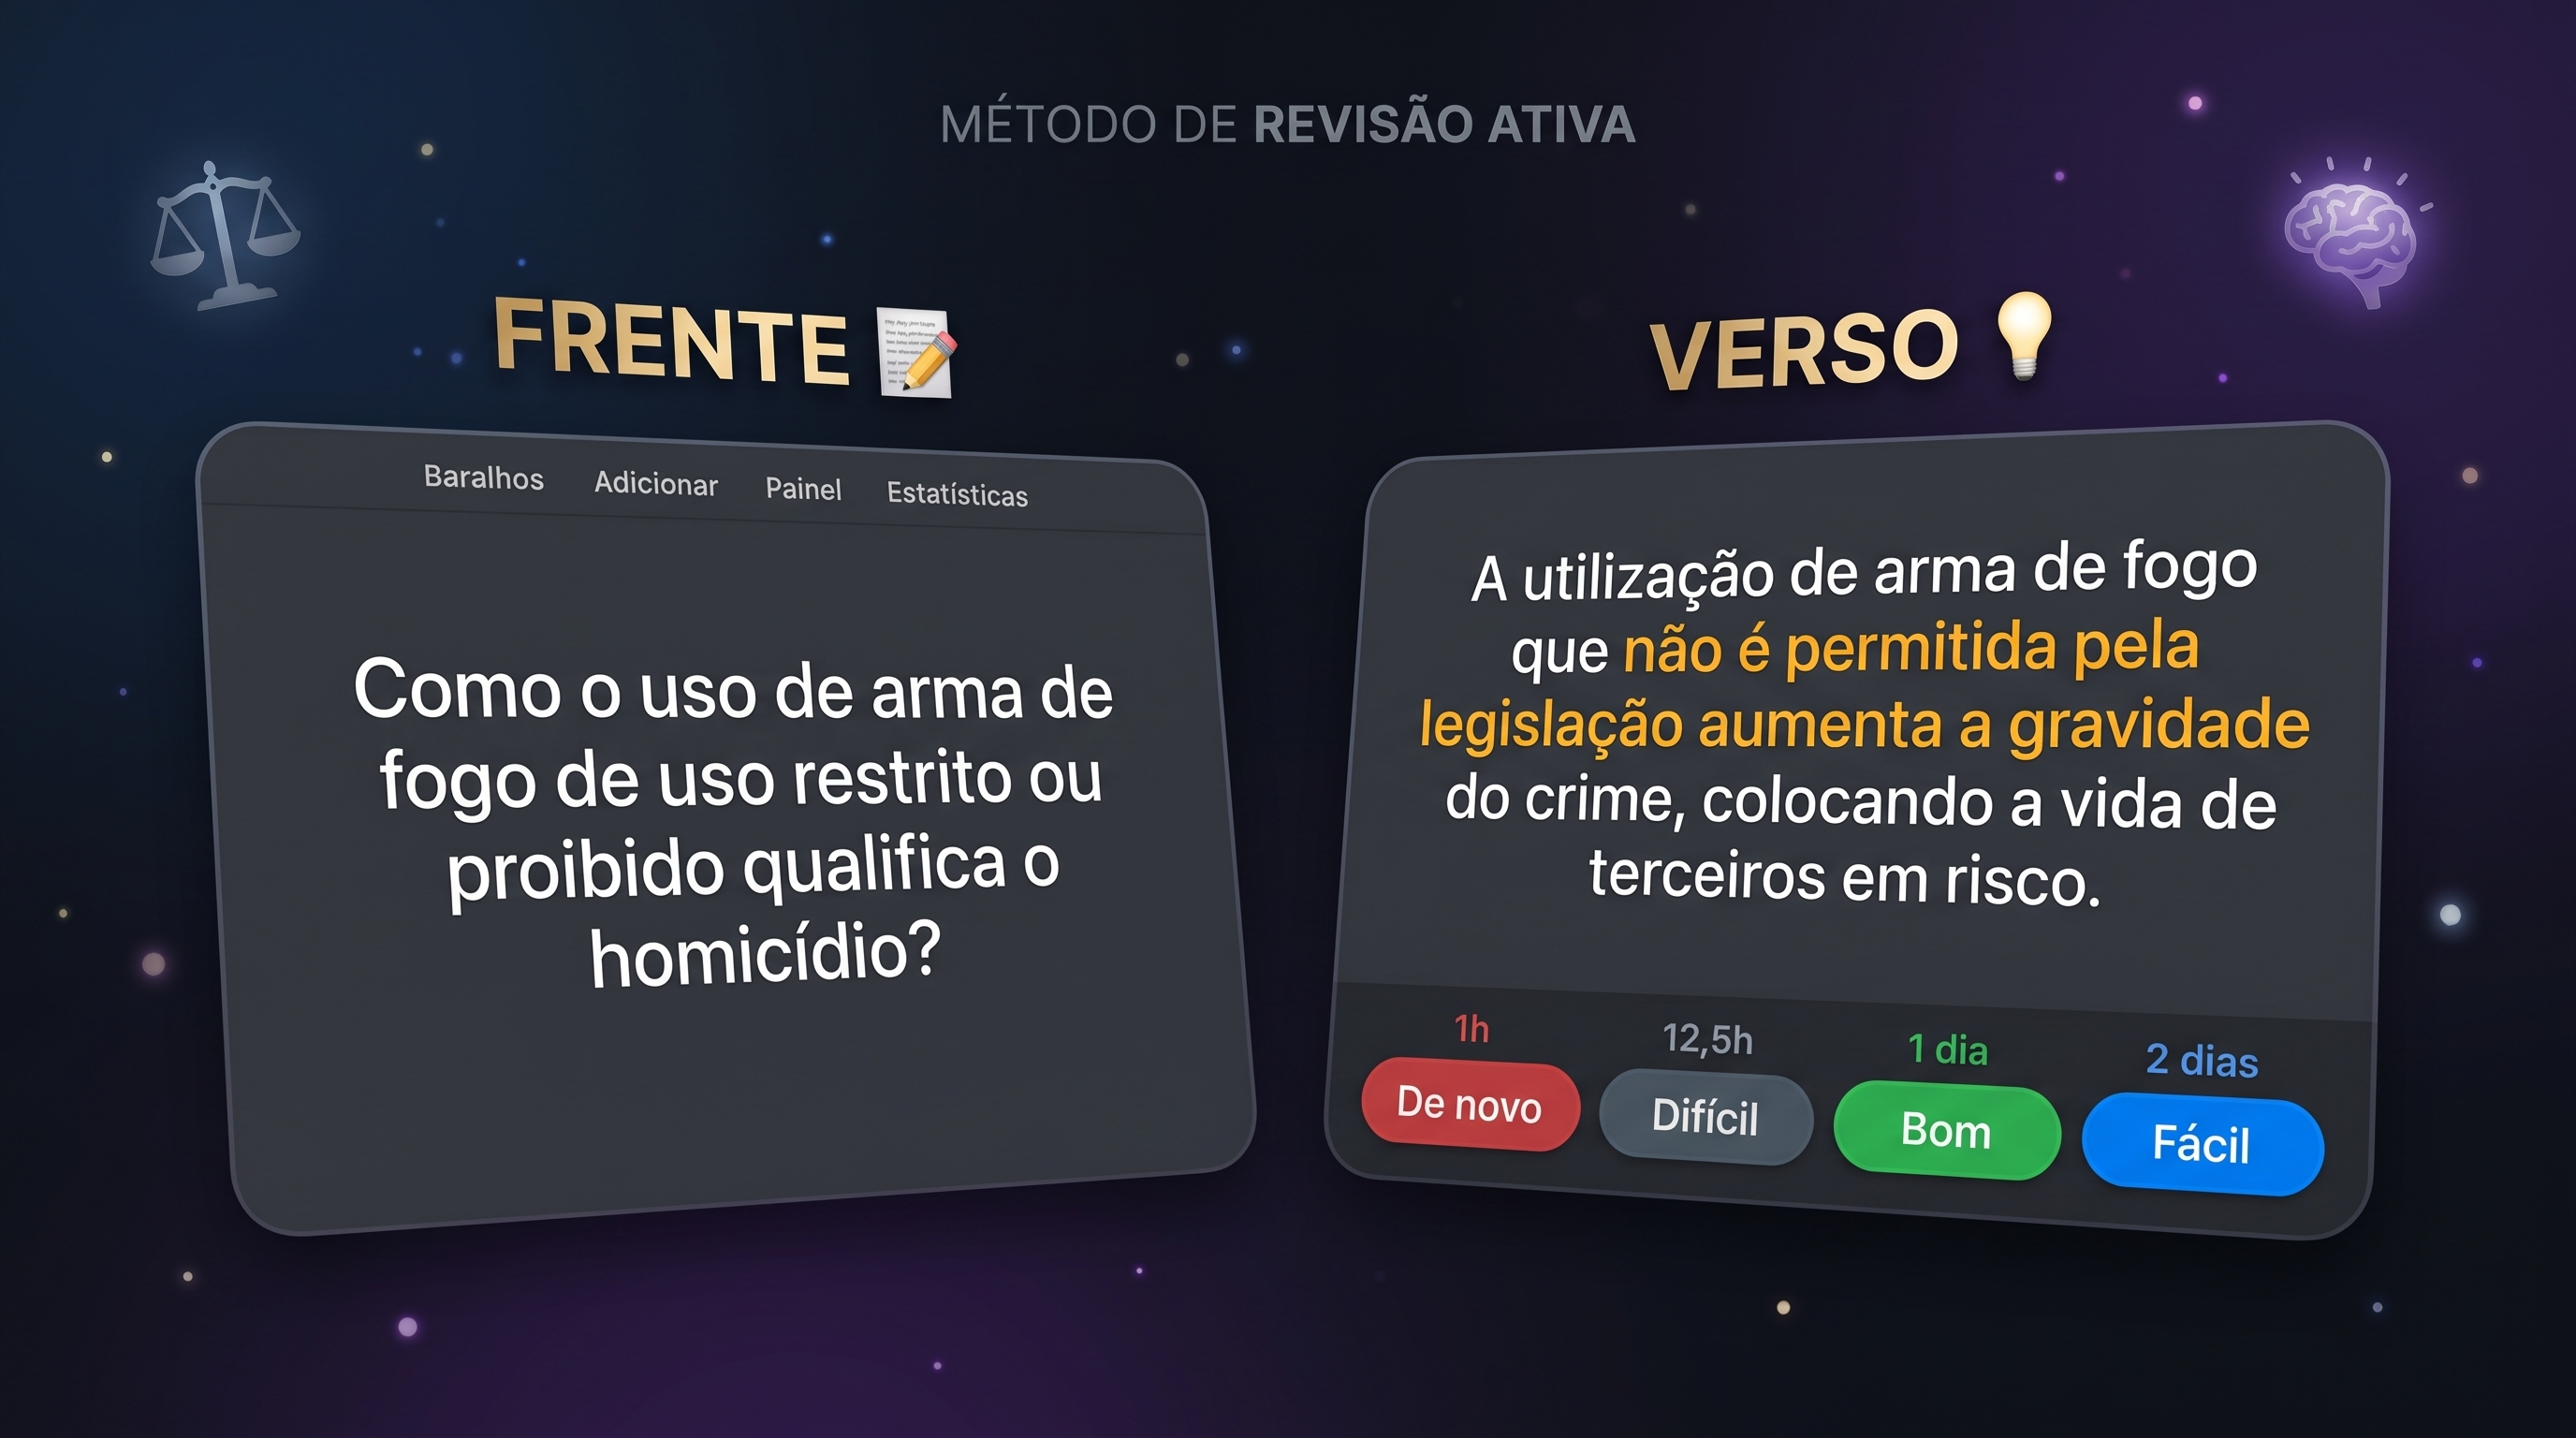 MÉTODO DE REVISÃO ATIVA
FRENTE
Baralhos Adicionar Painel Estatísticas
Como o uso de arma de
fogo de uso restrito ou
proibido qualifica o
homicídio?
VERSO
A utilização de arma de fogo
que não é permitida pela
legislação aumenta a gravidade
do crime, colocando a vida de
terceiros em risco.
1h 12,5h 1 dia 2 dias
De novo Difícil Bom Fácil